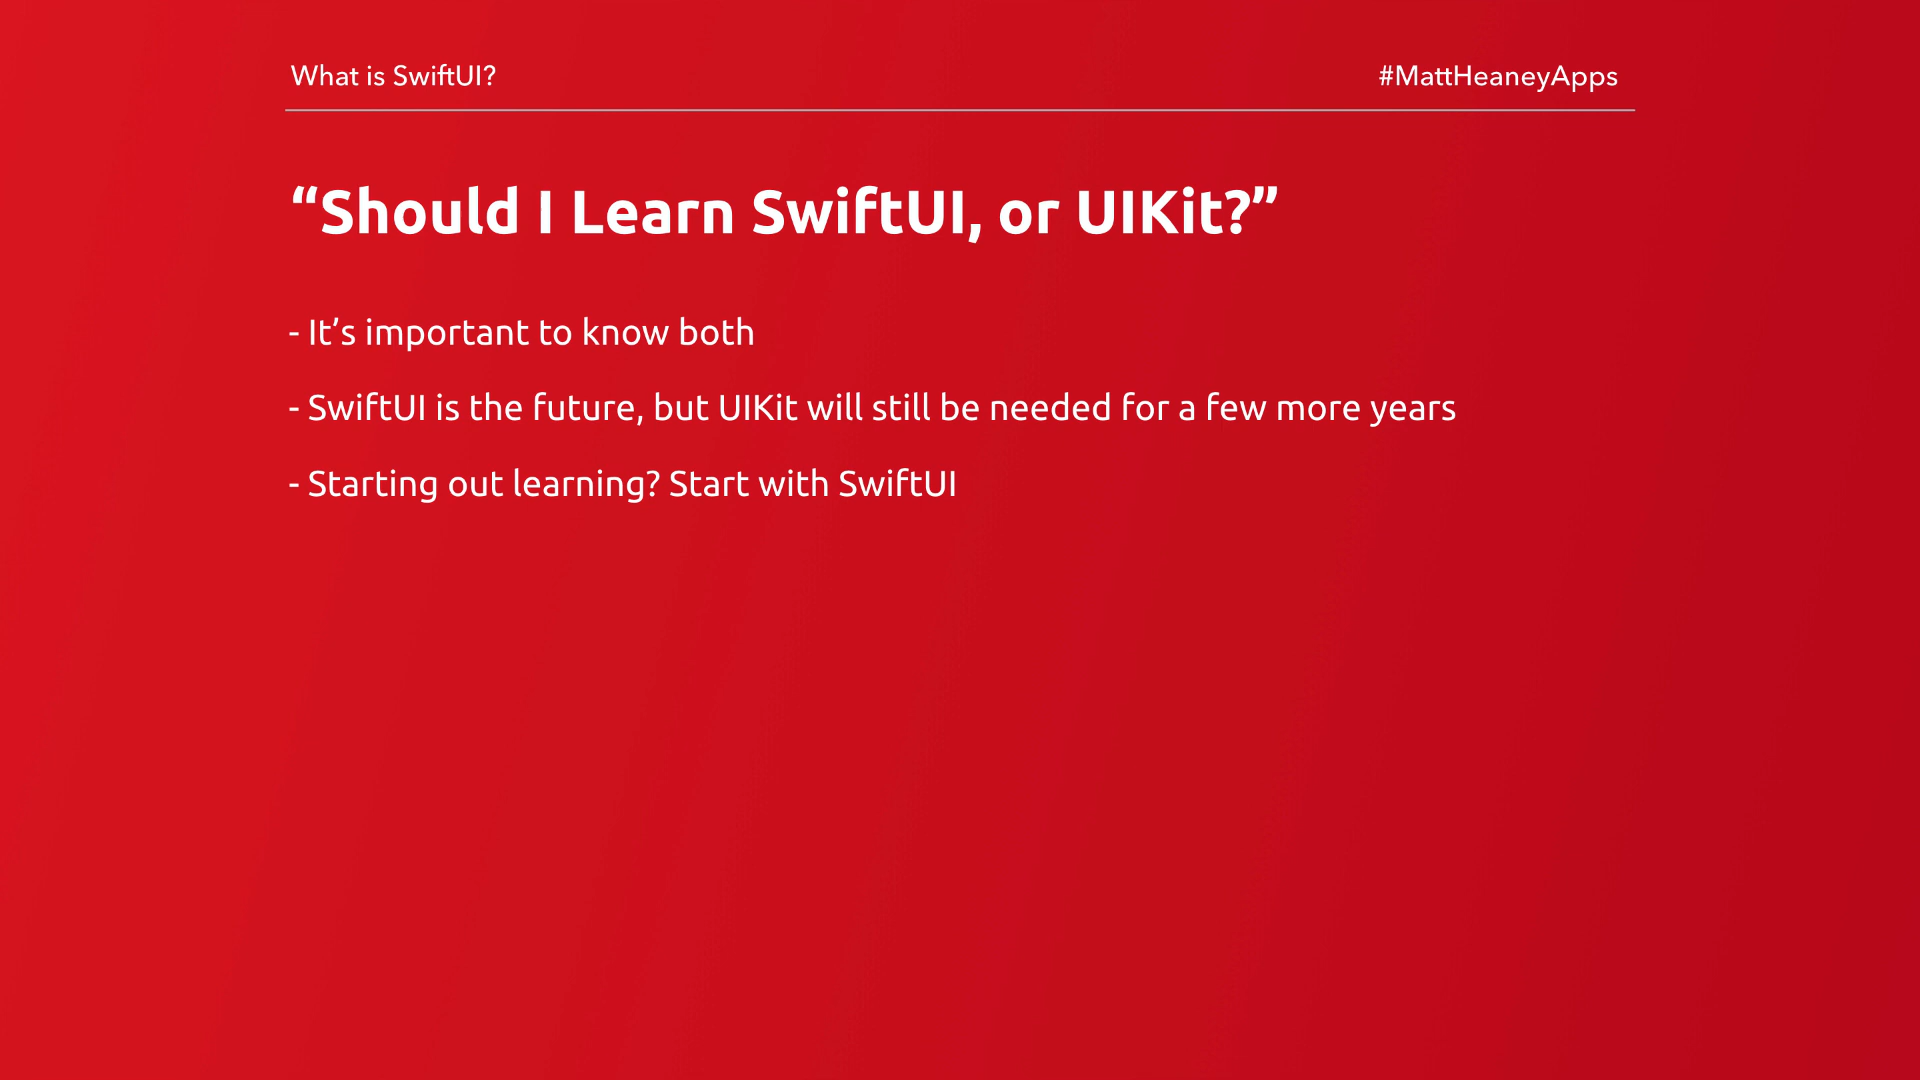 What is SwiftUI?
#MattHeaneyApps
“Should I Learn SwiftUI, or UIKit?”
- It’s important to know both
- SwiftUI is the future, but UIKit will still be needed for a few more years
- Starting out learning? Start with SwiftUI